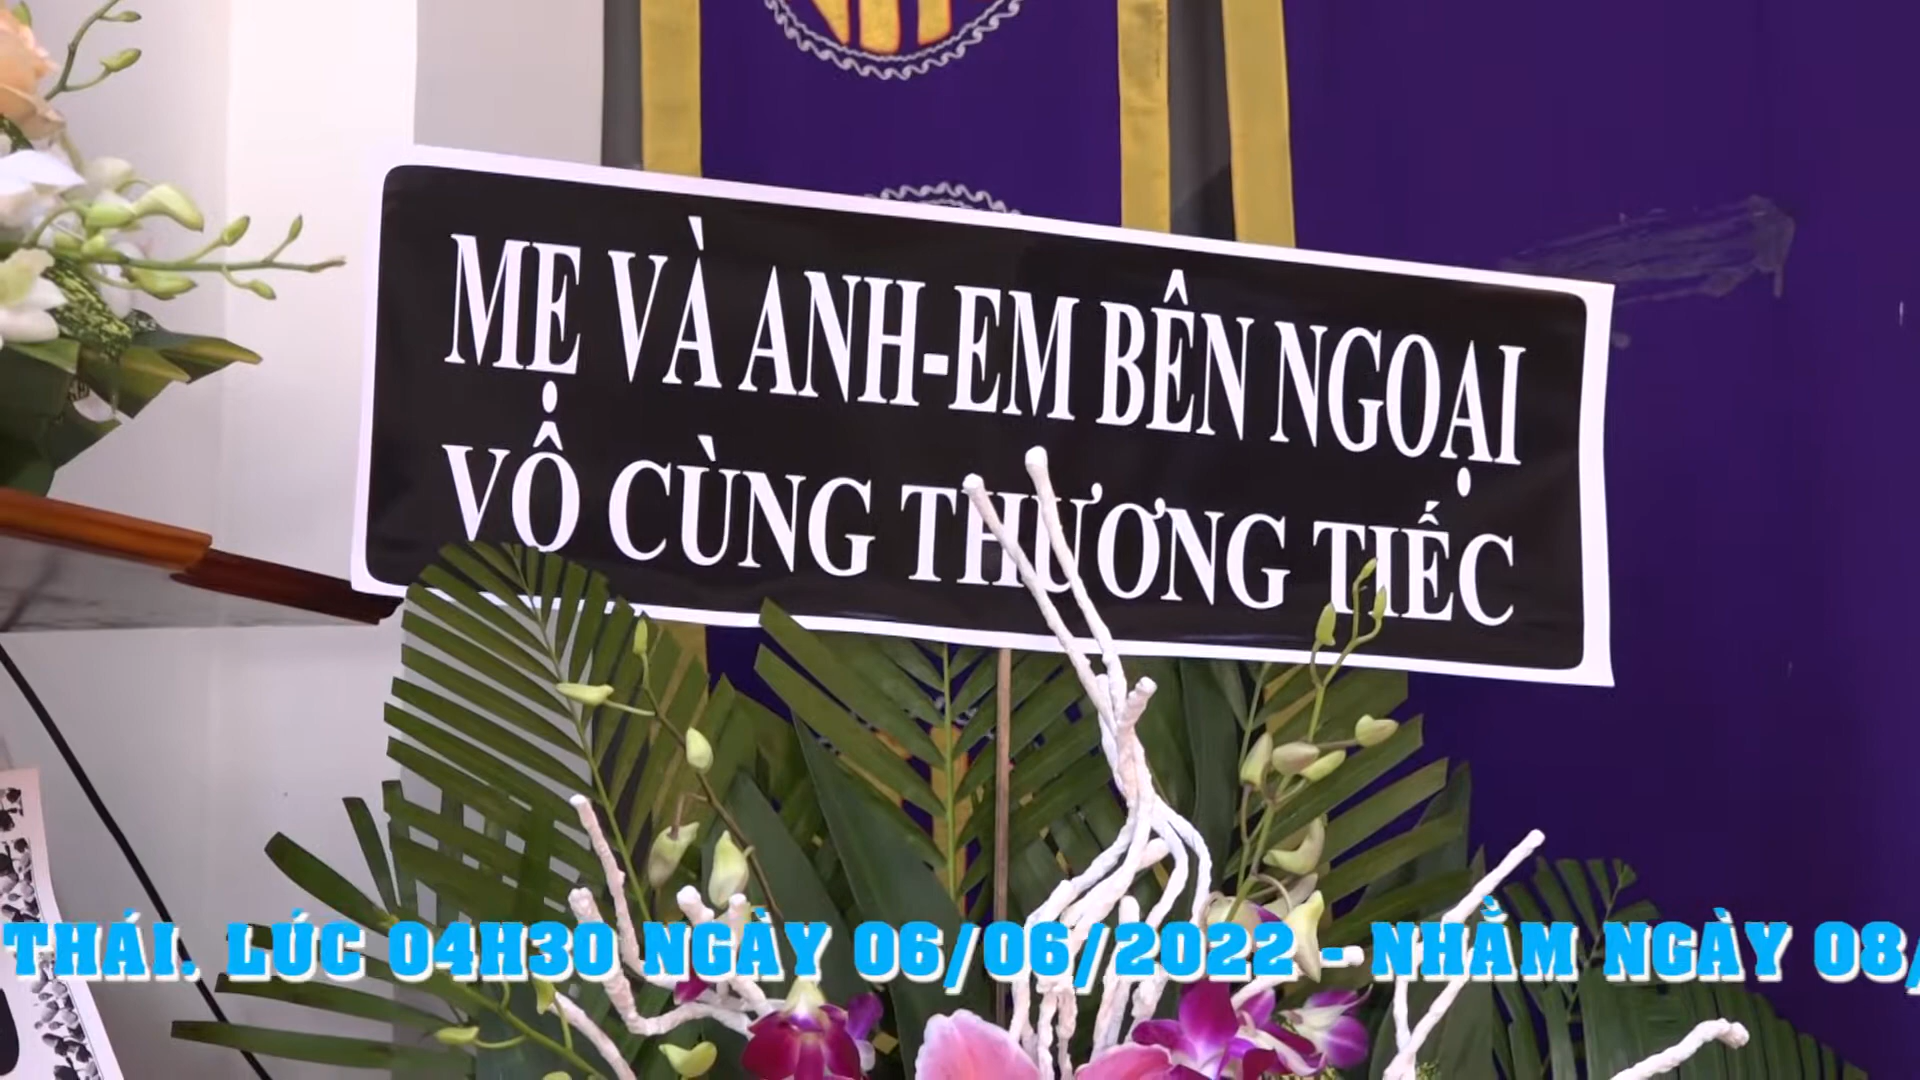 MẸ VÀ ANH-EM BÊN NGOẠI
VÔ CÙNG THƯƠNG TIẾC
THÁI. LÚC 04H30 NGÀY 06/06/2022 - NHẰM NGÀY 08/